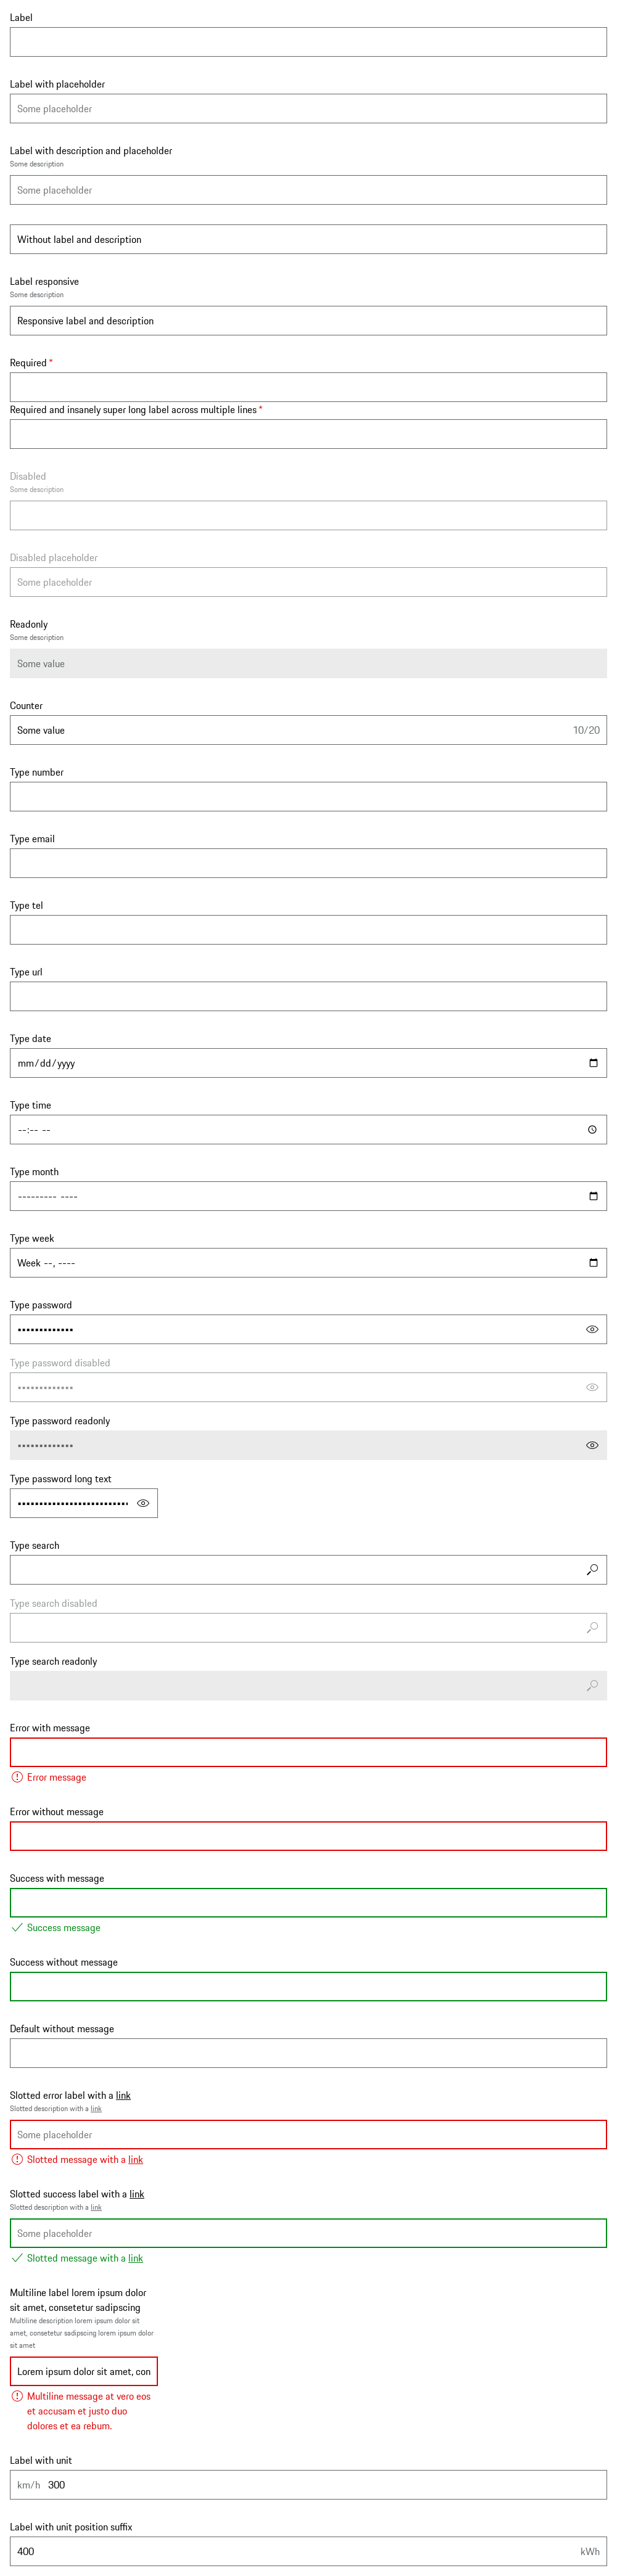 Label
Label with placeholder
Some placeholder
Label with description and placeholder
Some description
Some placeholder
Without label and description
Label responsive
Some description
Responsive label and description
Required *
Required and insanely super long label across multiple lines *
Disabled
Some description
Disabled placeholder
Some placeholder
Readonly
Some description
Some value
Counter
Some value 10/20
Type number
Type email
Type tel
Type url
Type date
mm/dd/yyyy
Type time
--:-- --
Type month
--------- ----
Type week
Week --, ----
Type password
•••••••••••••
Type password disabled
•••••••••••••
Type password readonly
•••••••••••••
Type password long text
••••••••••••••••••••••••••
Type search
Type search disabled
Type search readonly
Error with message
Error message
Error without message
Success with message
Success message
Success without message
Default without message
Slotted error label with a link
Slotted description with a link
Some placeholder
Slotted message with a link
Slotted success label with a link
Slotted description with a link
Some placeholder
Slotted message with a link
Multiline label lorem ipsum dolor
sit amet, consetetur sadipscing
Multiline description lorem ipsum dolor sit
amet, consetetur sadipscing lorem ipsum dolor
sit amet
Lorem ipsum dolor sit amet, con
Multiline message at vero eos
et accusam et justo duo
dolores et ea rebum.
Label with unit
km/h 300
Label with unit position suffix
400 kWh